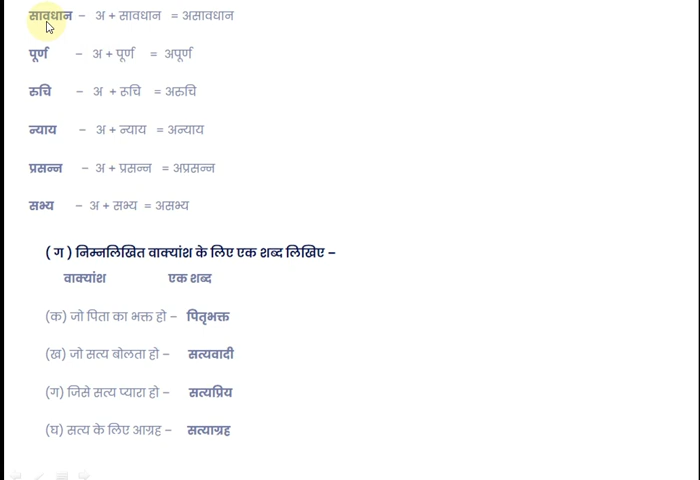 सावधान – अ + सावधान = असावधान
पूर्ण – अ + पूर्ण = अपूर्ण
रुचि – अ + रूचि = अरुचि
न्याय – अ + न्याय = अन्याय
प्रसन्न – अ + प्रसन्न = अप्रसन्न
सभ्य – अ + सभ्य = असभ्य
( ग ) निम्नलिखित वाक्यांश के लिए एक शब्द लिखिए –
वाक्यांश एक शब्द
(क) जो पिता का भक्त हो – पितृभक्त
(ख) जो सत्य बोलता हो – सत्यवादी
(ग) जिसे सत्य प्यारा हो – सत्यप्रिय
(घ) सत्य के लिए आग्रह – सत्याग्रह